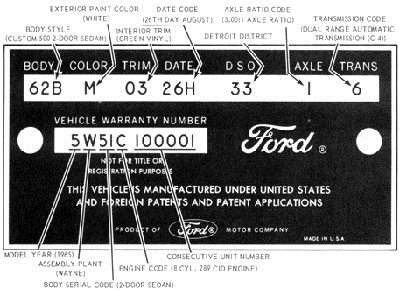 EXTERIOR PAINT COLOR
(WHITE)
DATE CODE
(26TH DAY AUGUST)
AXLE RATIO CODE
(3.00:1 AXLE RATIO)
TRANSMISSION CODE
(DUAL RANGE AUTOMATIC
TRANSMISSION (C4))
BODY STYLE
(CUSTOM 500 2-DOOR SEDAN)
INTERIOR TRIM
(GREEN VINYL)
DETROIT DISTRICT
BODY COLOR TRIM DATE D S O AXLE TRANS
62B M 03 26H 33 1 6
VEHICLE WARRANTY NUMBER
5W51C 100001
NOT FOR TITLE OR
REGISTRATION PURPOSES
Ford ®
THIS VEHICLE IS MANUFACTURED UNDER UNITED STATES
AND FOREIGN PATENTS AND PATENT APPLICATIONS
PRODUCT OF Ford MOTOR COMPANY
MADE IN U.S.A.
MODEL YEAR (1965)
ASSEMBLY PLANT
(WAYNE)
BODY SERIAL CODE (2-DOOR SEDAN)
ENGINE CODE (8 CYL. 289 CID ENGINE)
CONSECUTIVE UNIT NUMBER